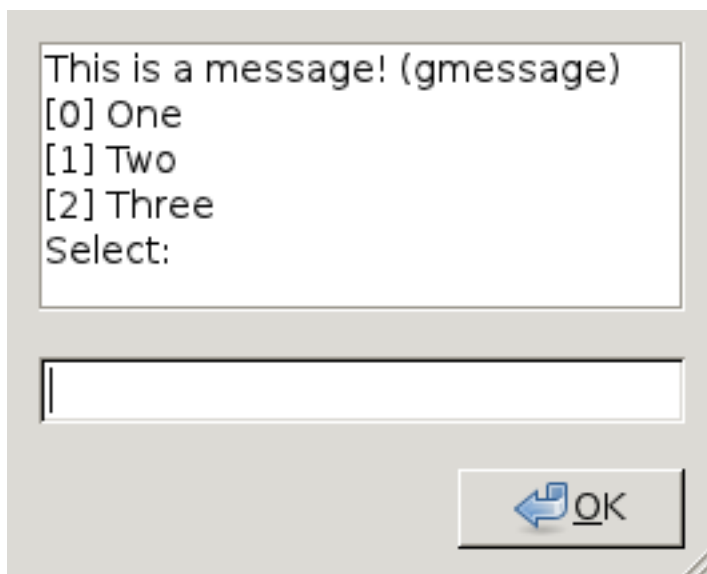 This is a message! (gmessage)
[0] One
[1] Two
[2] Three
Select:
OK